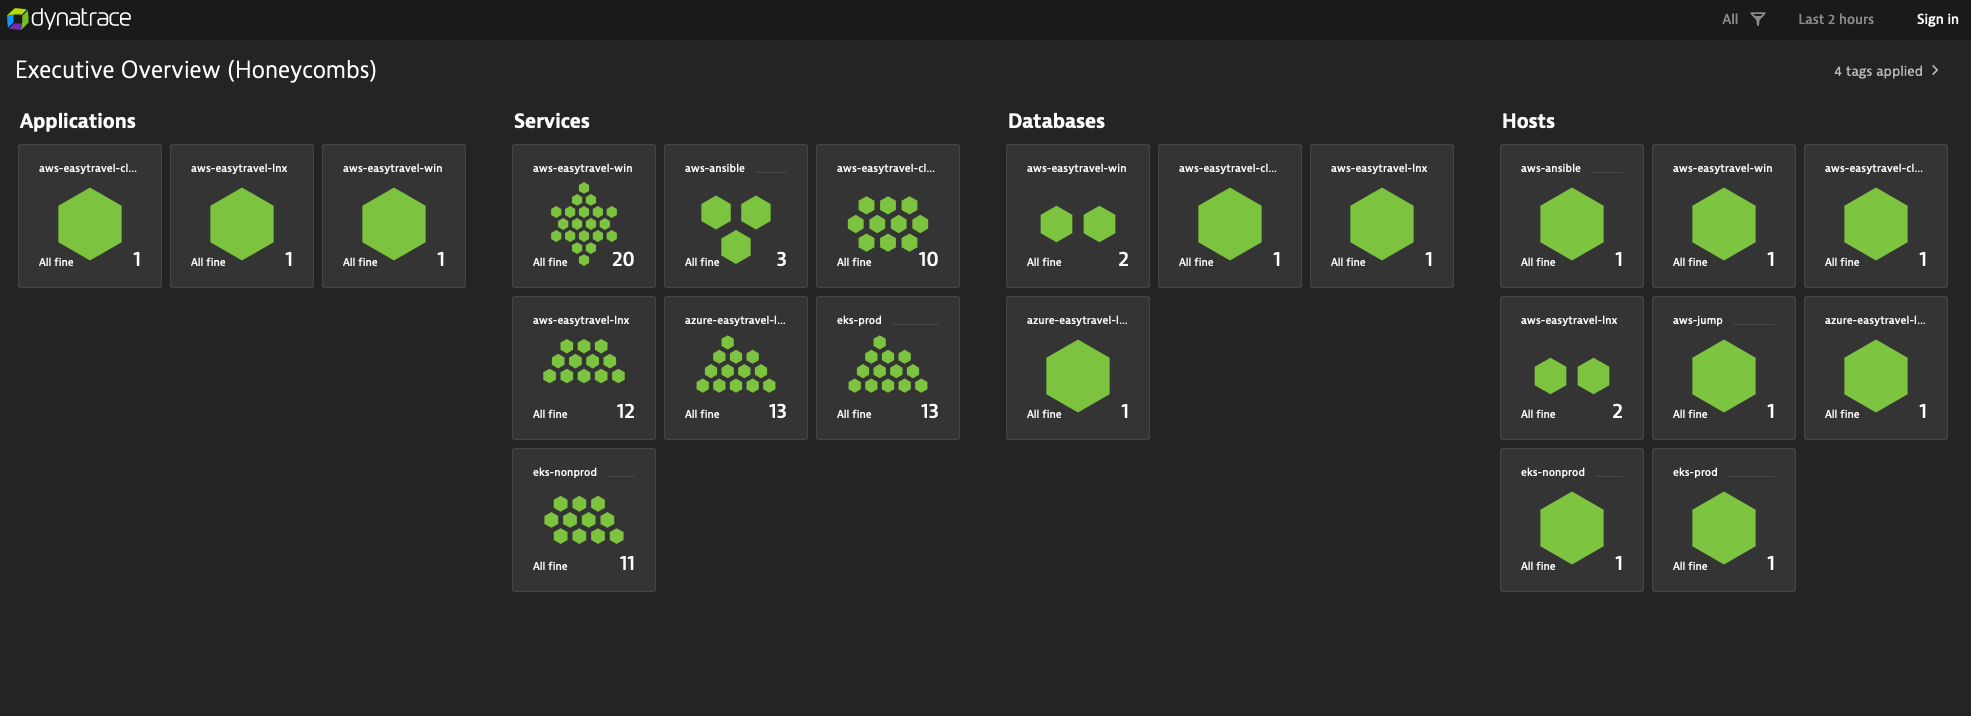 dynatrace
All
Last 2 hours
Sign in
Executive Overview (Honeycombs)
4 tags applied
Applications
aws-easytravel-cl...
All fine
1
aws-easytravel-lnx
All fine
1
aws-easytravel-win
All fine
1
Services
aws-easytravel-win
All fine
20
aws-ansible
All fine
3
aws-easytravel-cl...
All fine
10
aws-easytravel-lnx
All fine
12
azure-easytravel-l...
All fine
13
eks-prod
All fine
13
eks-nonprod
All fine
11
Databases
aws-easytravel-win
All fine
2
aws-easytravel-cl...
All fine
1
aws-easytravel-lnx
All fine
1
azure-easytravel-l...
All fine
1
Hosts
aws-ansible
All fine
1
aws-easytravel-win
All fine
1
aws-easytravel-cl...
All fine
1
aws-easytravel-lnx
All fine
2
aws-jump
All fine
1
azure-easytravel-l...
All fine
1
eks-nonprod
All fine
1
eks-prod
All fine
1